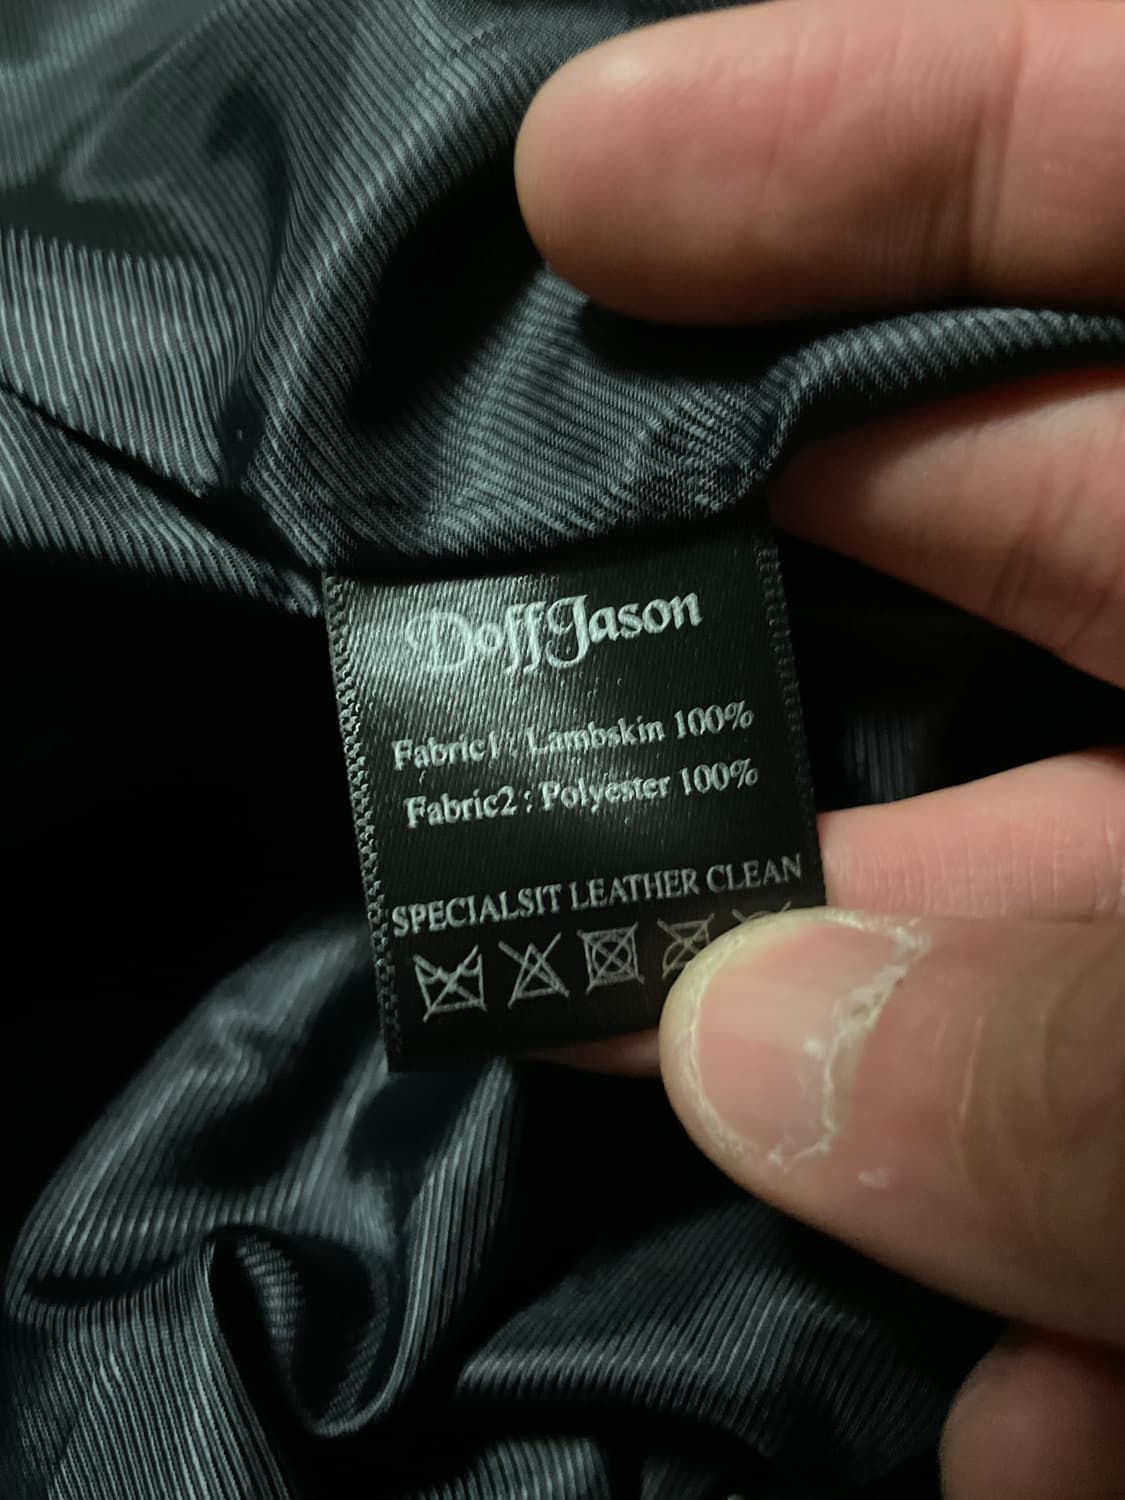 DoffJason
Fabric1 : Lambskin 100%
Fabric2 : Polyester 100%
SPECIALSIT LEATHER CLEAN